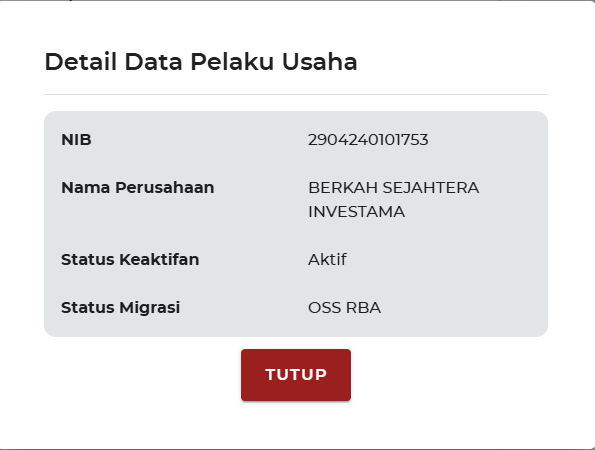 Detail Data Pelaku Usaha
NIB 2904240101753
Nama Perusahaan BERKAH SEJAHTERA
INVESTAMA
Status Keaktifan Aktif
Status Migrasi OSS RBA
TUTUP